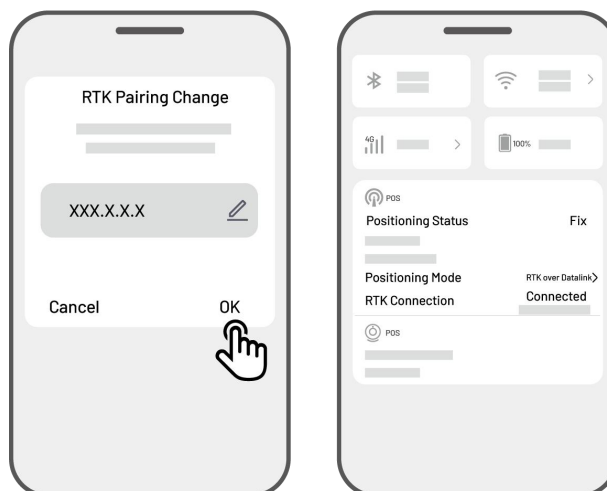 RTK Pairing Change
XXX.X.X.X
Cancel OK
4G
100%
POS
Positioning Status Fix
Positioning Mode RTK over Datalink>
RTK Connection Connected
POS